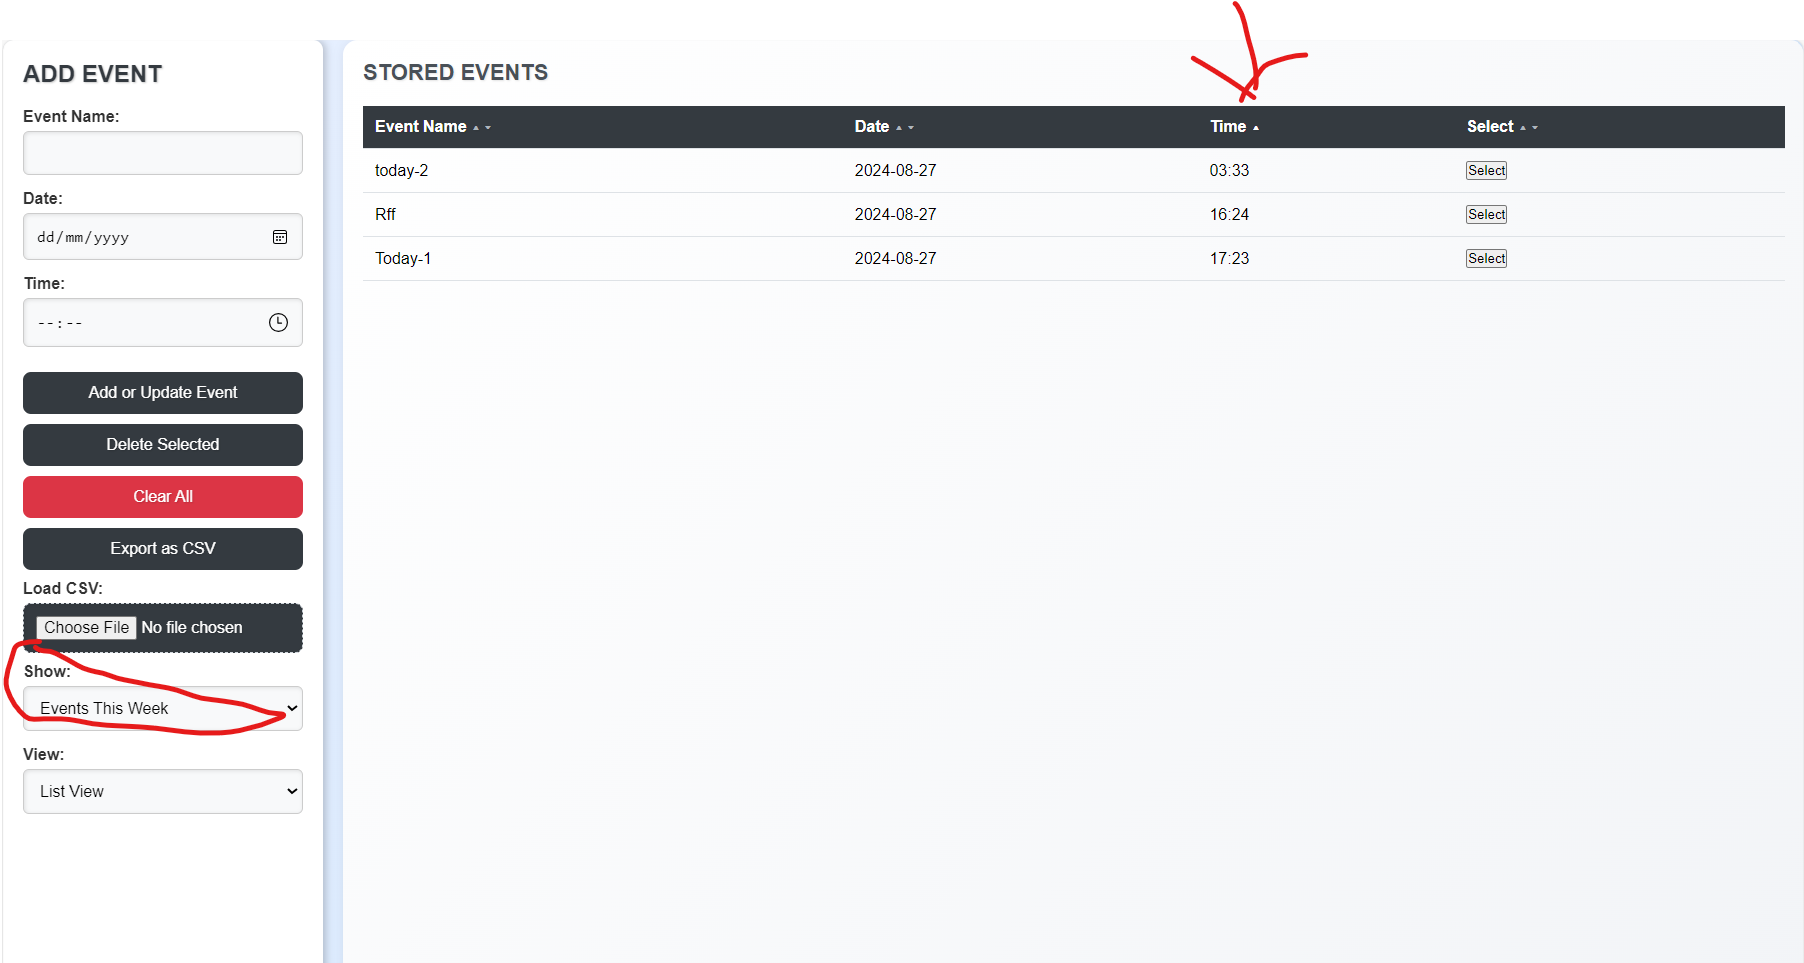 ADD EVENT
Event Name:
Date:
dd/mm/yyyy
Time:
--:--
Add or Update Event
Delete Selected
Clear All
Export as CSV
Load CSV:
Choose File No file chosen
Show:
Events This Week
View:
List View
STORED EVENTS
Event Name Date Time Select
today-2 2024-08-27 03:33 Select
Rff 2024-08-27 16:24 Select
Today-1 2024-08-27 17:23 Select